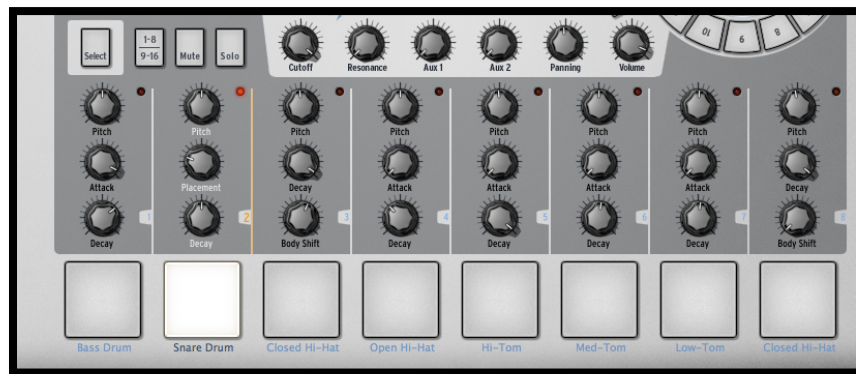 Select
1-8
9-16
Mute
Solo
Cutoff Resonance Aux 1 Aux 2 Panning Volume
10 9 8
Pitch Pitch Pitch Pitch Pitch Pitch Pitch Pitch
Attack Placement Decay Attack Attack Attack Attack Decay
1 2 3 4 5 6 7 8
Decay Decay Body Shift Decay Decay Decay Decay Body Shift
Bass Drum Snare Drum Closed Hi-Hat Open Hi-Hat Hi-Tom Med-Tom Low-Tom Closed Hi-Hat